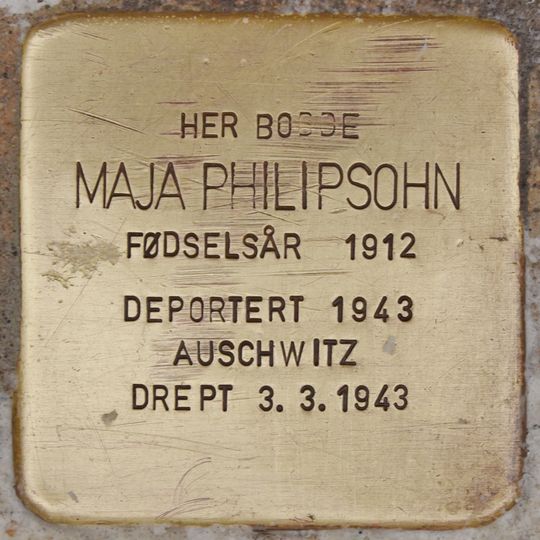 HER BODDE
MAJA PHILIPSOHN
FØDSELSÅR 1912
DEPORTERT 1943
AUSCHWITZ
DREPT 3. 3. 1943